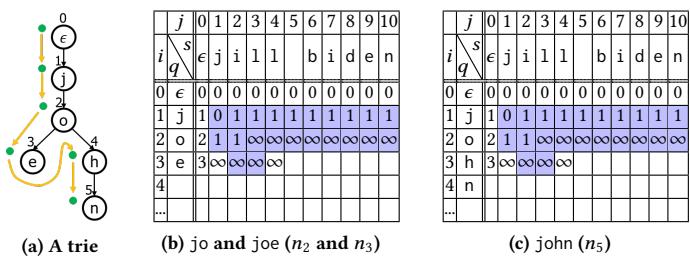 0
ϵ
1
j
2
o
3
e
4
h
5
n
(a) A trie
j 0 1 2 3 4 5 6 7 8 9 10
i q s ϵ j i l l b i d e n
0 ϵ 0 0 0 0 0 0 0 0 0 0 0
1 j 1 0 1 1 1 1 1 1 1 1 1
2 o 2 1 1 ∞ ∞ ∞ ∞ ∞ ∞ ∞ ∞
3 e 3 ∞ ∞ ∞ ∞
4
...
(b) jo and joe (n2 and n3)
j 0 1 2 3 4 5 6 7 8 9 10
i q s ϵ j i l l b i d e n
0 ϵ 0 0 0 0 0 0 0 0 0 0 0
1 j 1 0 1 1 1 1 1 1 1 1 1
2 o 2 1 1 ∞ ∞ ∞ ∞ ∞ ∞ ∞ ∞
3 h 3 ∞ ∞ ∞ ∞
4 n
...
(c) john (n5)